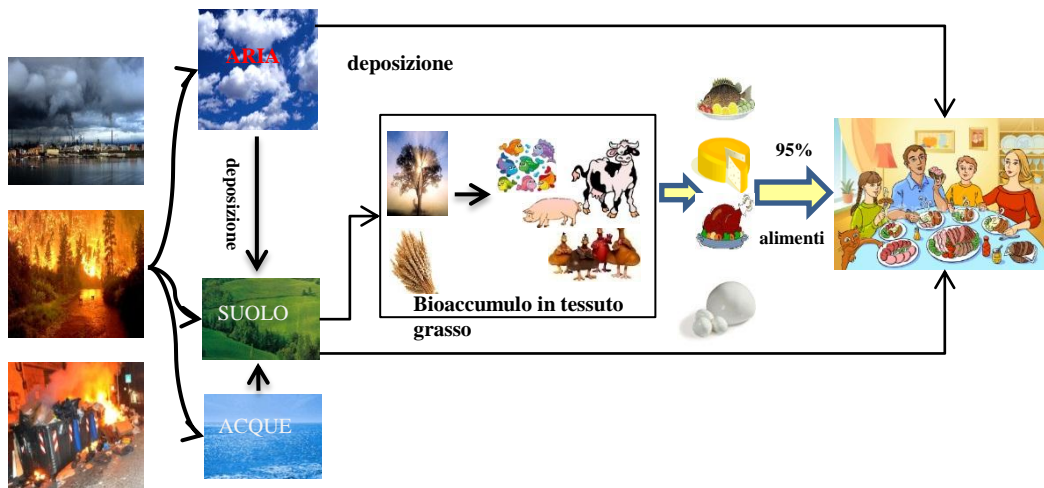 ARIA
deposizione
deposizione
95%
alimenti
SUOLO
Bioaccumulo in tessuto
grasso
ACQUE